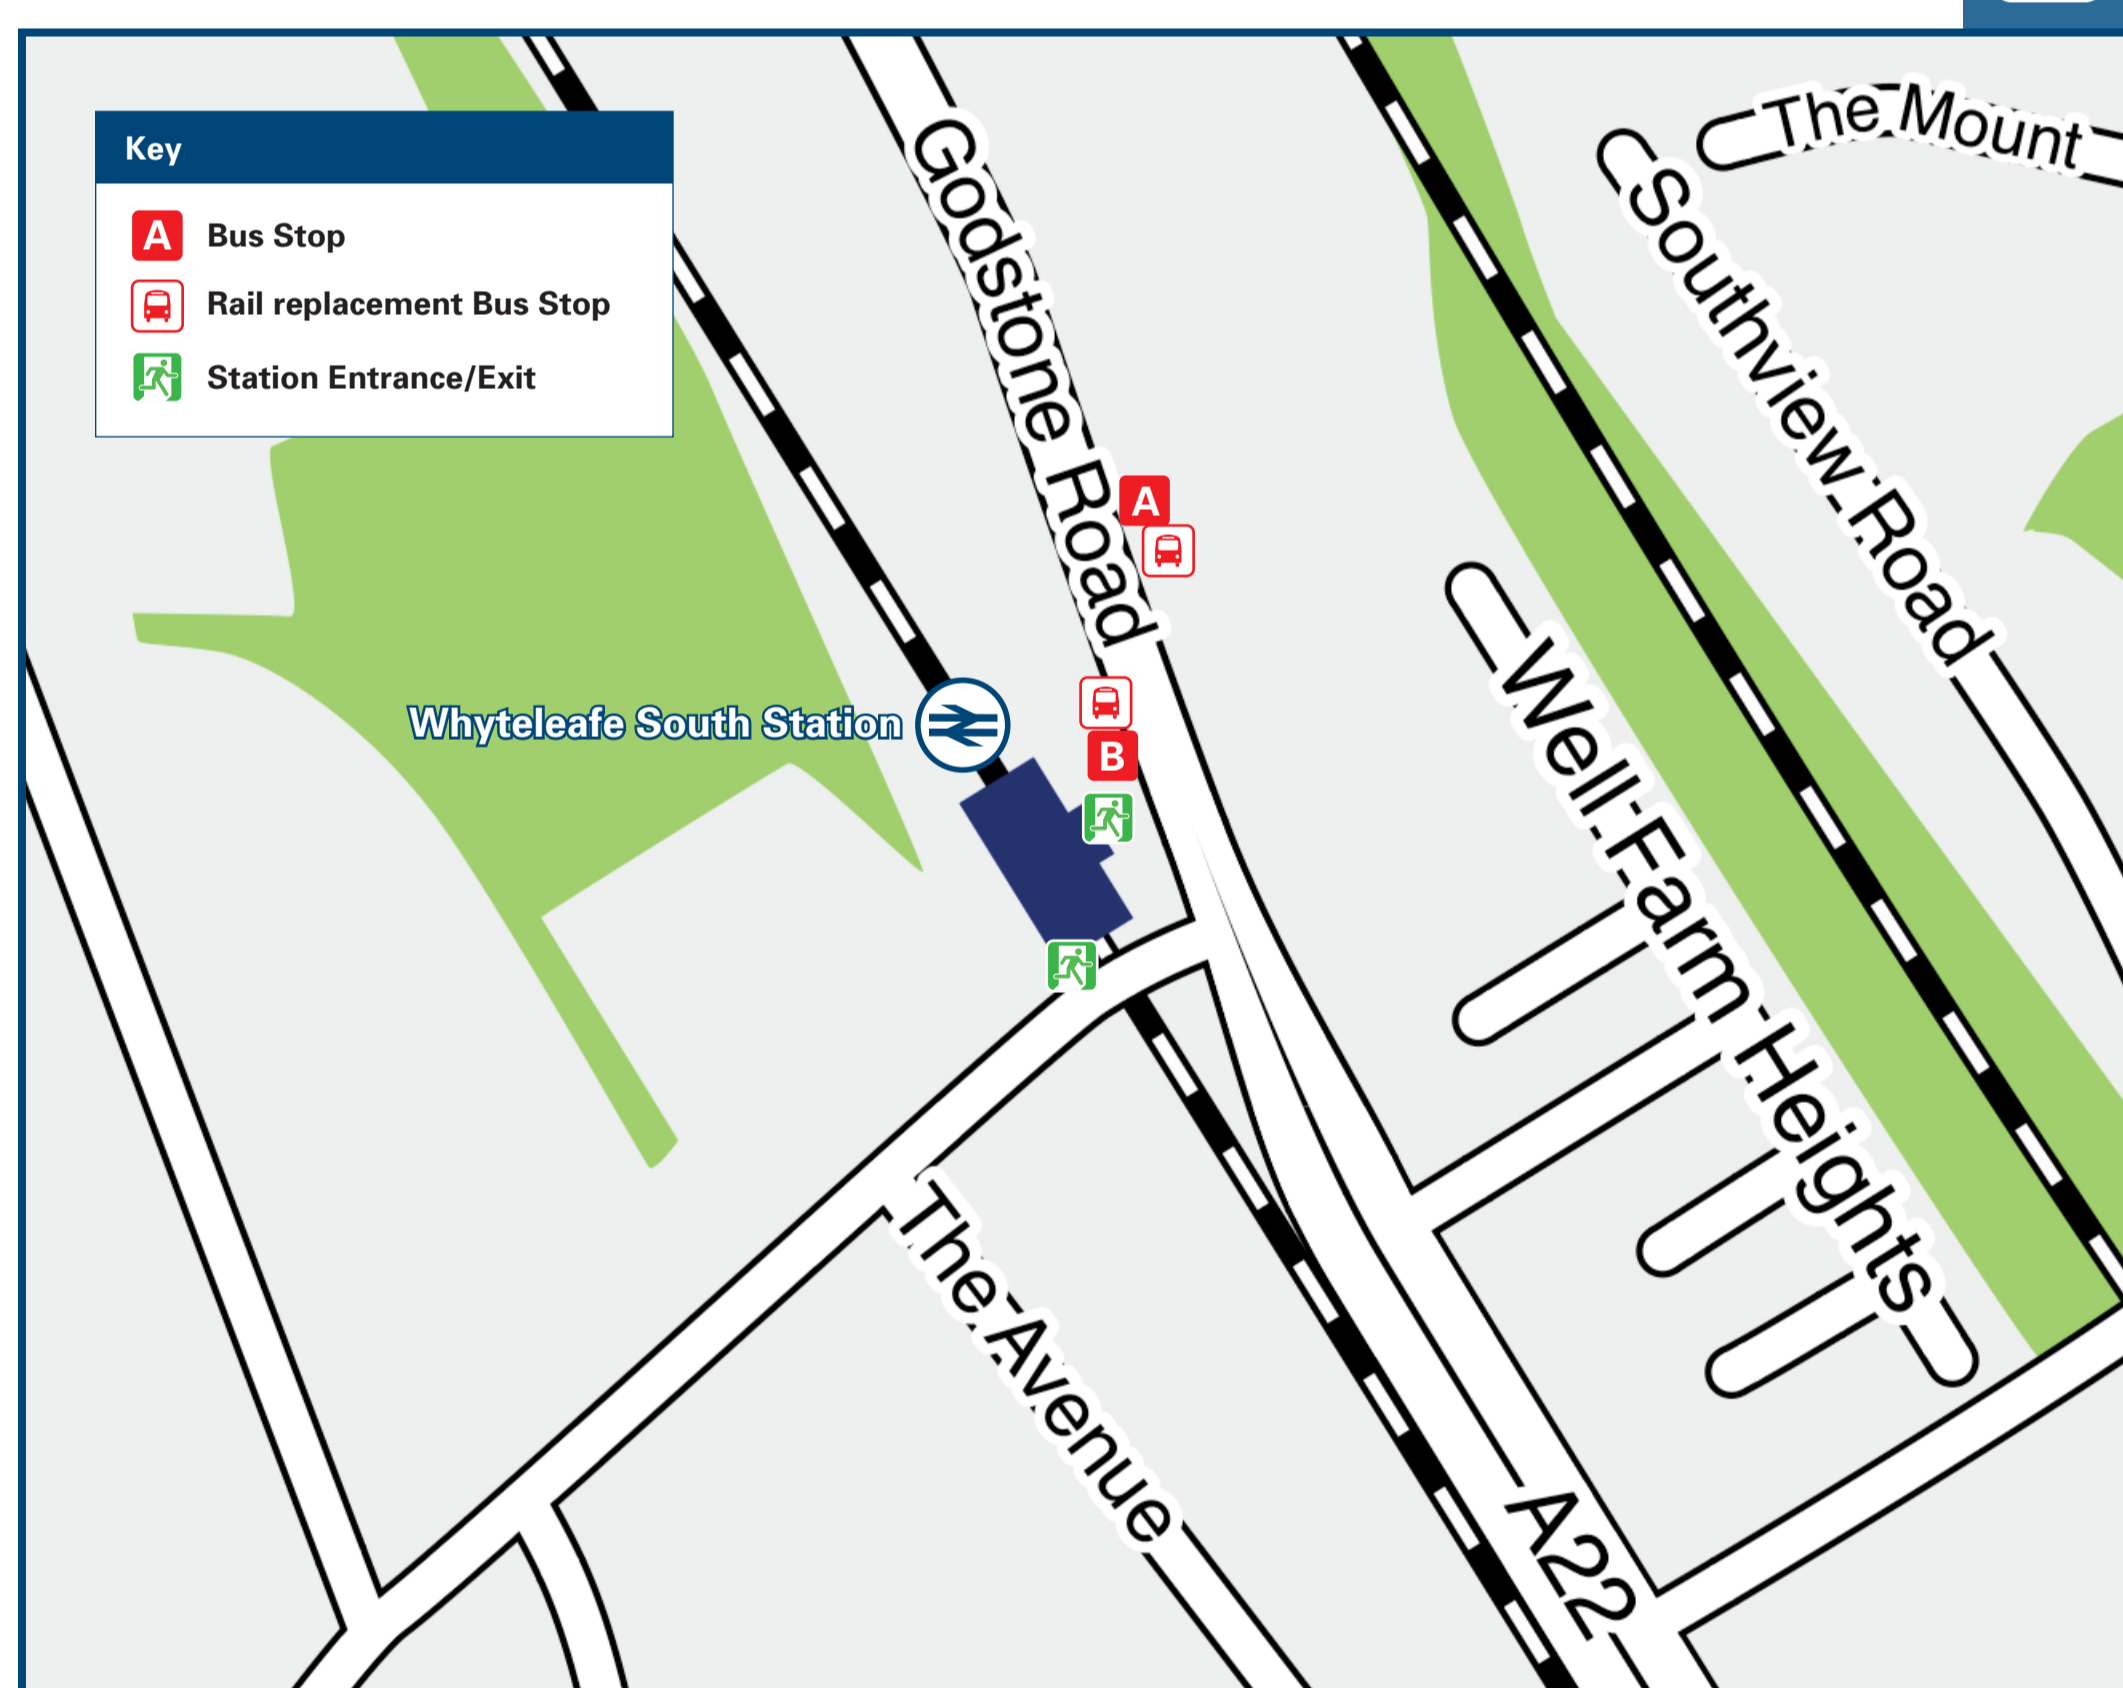 Key
A
Bus Stop
Rail replacement Bus Stop
Station Entrance/Exit
The Mount
Godstone Road
Southview Road
A
Whyteleafe South Station
B
Well Farm Heights
The Avenue
A22